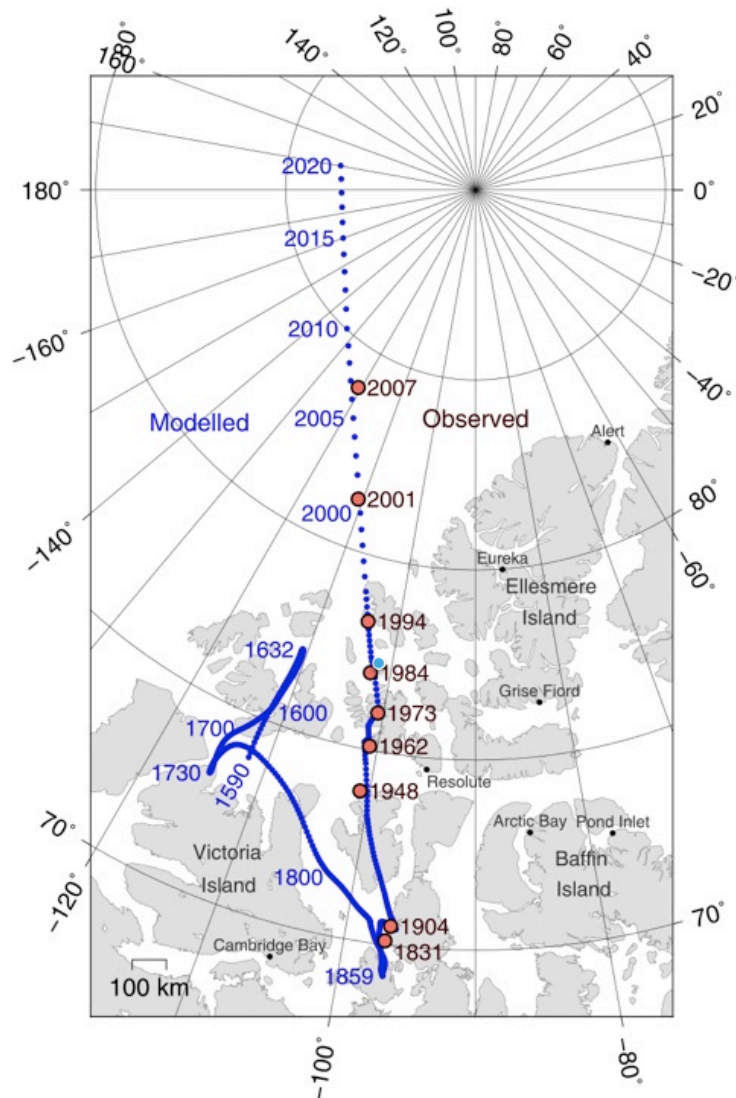 180°
160°
140°
120°
100°
80°
60°
40°
20°
180°
0°
−20°
−160°
−40°
−140°
80°
−60°
70°
−120°
70°
−100°
−80°
2020
2015
2010
2007
Modelled
2005
Observed
Alert
2001
2000
Eureka
Ellesmere
Island
1994
1632
1984
Grise Fiord
1600
1973
1700
1962
1730
1590
Resolute
1948
Arctic Bay
Pond Inlet
Victoria
Island
Baffin
Island
1800
1904
Cambridge Bay
1831
1859
100 km